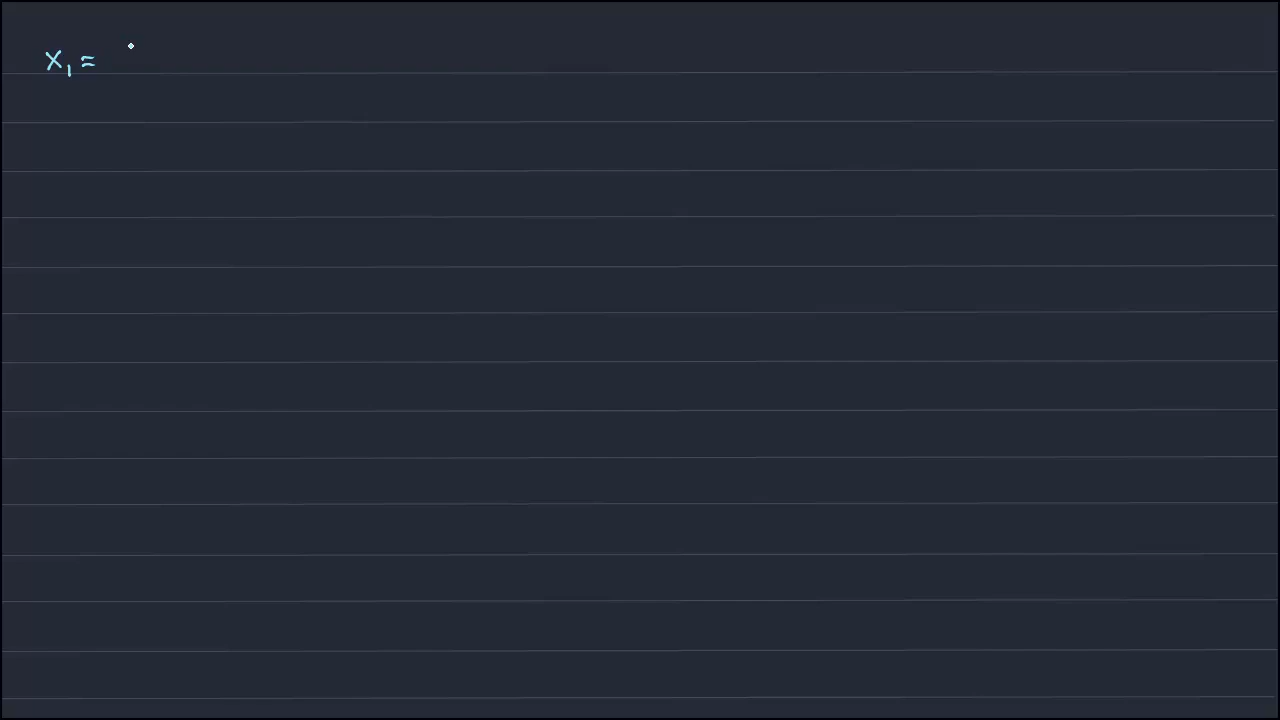 x₁ =